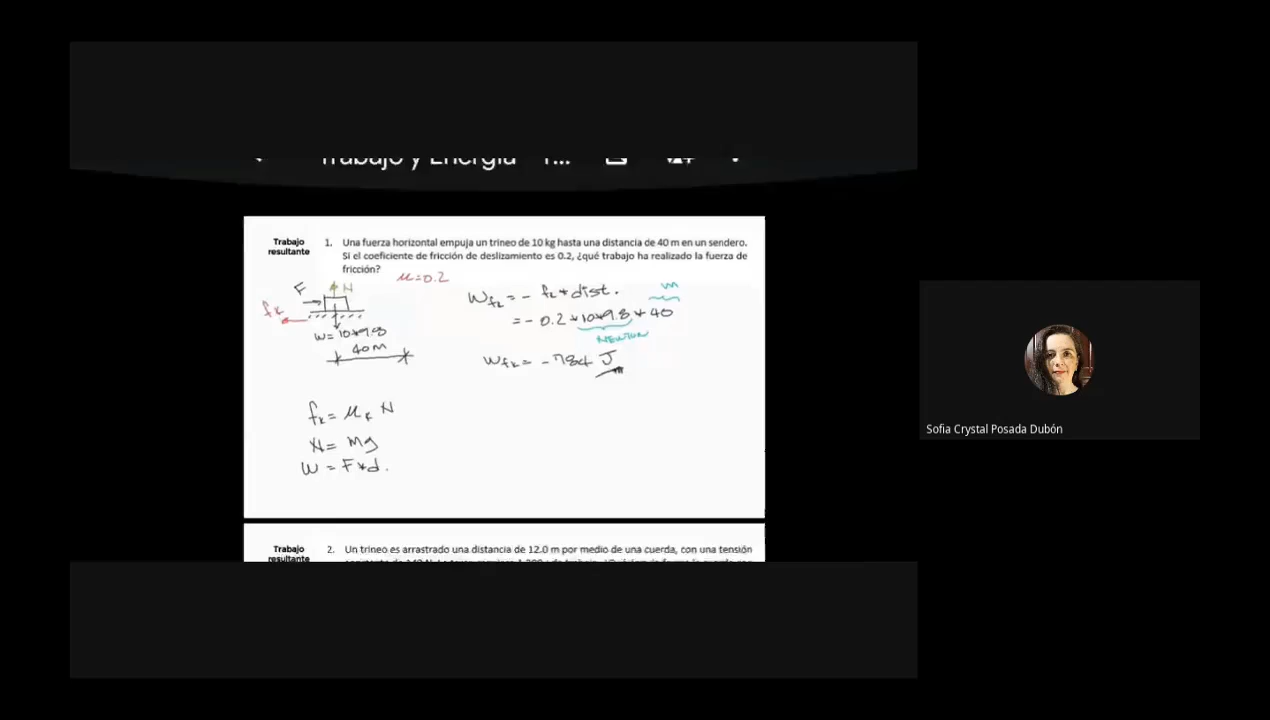 Trabajo y Energía
Trabajo
resultante
1. Una fuerza horizontal empuja un trineo de 10 kg hasta una distancia de 40 m en un sendero.
Si el coeficiente de fricción de deslizamiento es 0.2, ¿qué trabajo ha realizado la fuerza de
fricción?
μ=0.2
F
N
fk
W=10*9.8
40M
Wfk = - fk * dist.
m
= - 0.2 * 10*9.8 * 40
NEWTON
Wfk = -784 J
fk = μk N
N = Mg
W = F*d.
Trabajo
resultante
2. Un trineo es arrastrado una distancia de 12.0 m por medio de una cuerda, con una tensión
Sofia Crystal Posada Dubón